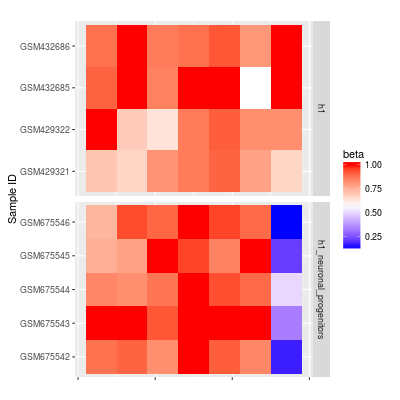 Sample ID
GSM432686
GSM432685
GSM429322
GSM429321
h1
GSM675546
GSM675545
GSM675544
GSM675543
GSM675542
h1_neuronal_progenitors
beta
1.00
0.75
0.50
0.25